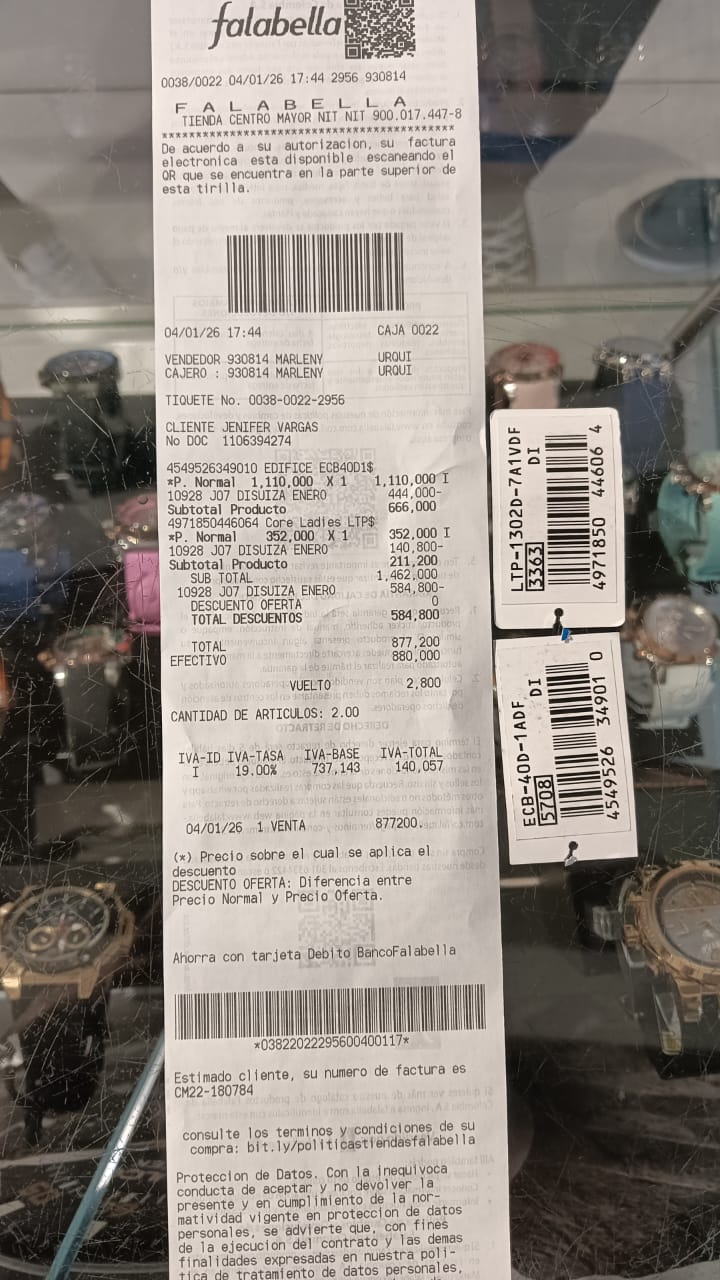 falabella
0038/0022 04/01/26 17:44 2956 930814
F A L A B E L L A
TIENDA CENTRO MAYOR NIT NIT 900.017.447-8
******************************************
De acuerdo a su autorizacion, su factura
electronica esta disponible escaneando el
QR que se encuentra en la parte superior de
esta tirilla.
04/01/26 17:44 CAJA 0022
VENDEDOR 930814 MARLENY URQUI
CAJERO : 930814 MARLENY URQUI
TIQUETE No. 0038-0022-2956
CLIENTE JENIFER VARGAS
No DOC 1106394274
4549526349010 EDIFICE ECB40D1$
*P. Normal 1,110,000 X 1 1,110,000 I
10928 J07 DISUIZA ENERO 444,000-
Subtotal Producto 666,000
4971850446064 Core Ladies LTP$
*P. Normal 352,000 X 1 352,000 I
10928 J07 DISUIZA ENERO 140,800-
Subtotal Producto 211,200
SUB TOTAL 1,462,000
10928 J07 DISUIZA ENERO 584,800-
DESCUENTO OFERTA 0
TOTAL DESCUENTOS 584,800
TOTAL 877,200
EFECTIVO 880,000
VUELTO 2,800
CANTIDAD DE ARTICULOS: 2.00
IVA-ID IVA-TASA IVA-BASE IVA-TOTAL
I 19.00% 737,143 140,057
04/01/26 1 VENTA 877200.
(*) Precio sobre el cual se aplica el
descuento
DESCUENTO OFERTA: Diferencia entre
Precio Normal y Precio Oferta.
Ahorra con tarjeta Debito BancoFalabella
*03822022295600400117*
Estimado cliente, su numero de factura es
CM22-180784
consulte los terminos y condiciones de su
compra: bit.ly/politicastiendasfalabella
Proteccion de Datos. Con la inequivoca
conducta de aceptar y no devolver la
presente y en cumplimiento de la nor-
matividad vigente en proteccion de datos
personales, se advierte que, con fines
de la ejecucion del contrato y las demas
finalidades expresadas en nuestra poli-
tica de tratamiento de datos personales,
LTP-1302D-7A1VDF
3363 DI
4971850 44606 4
ECB-40D-1ADF
5708 DI
4549526 34901 0